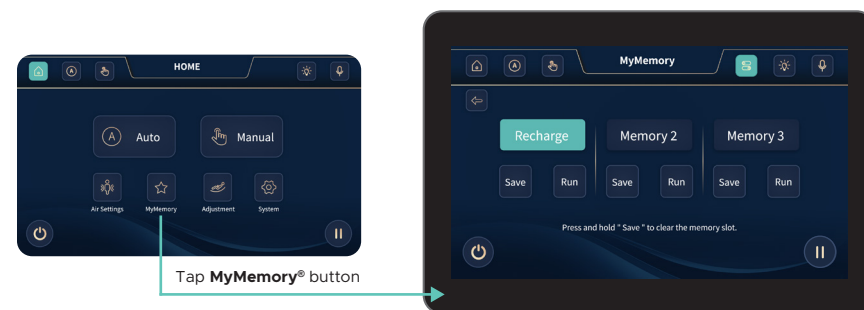 HOME
A
A Auto
Manual
Air Settings
MyMemory
Adjustment
System
Tap MyMemory® button
MyMemory
A
Recharge
Memory 2
Memory 3
Save
Run
Save
Run
Save
Run
Press and hold " Save " to clear the memory slot.